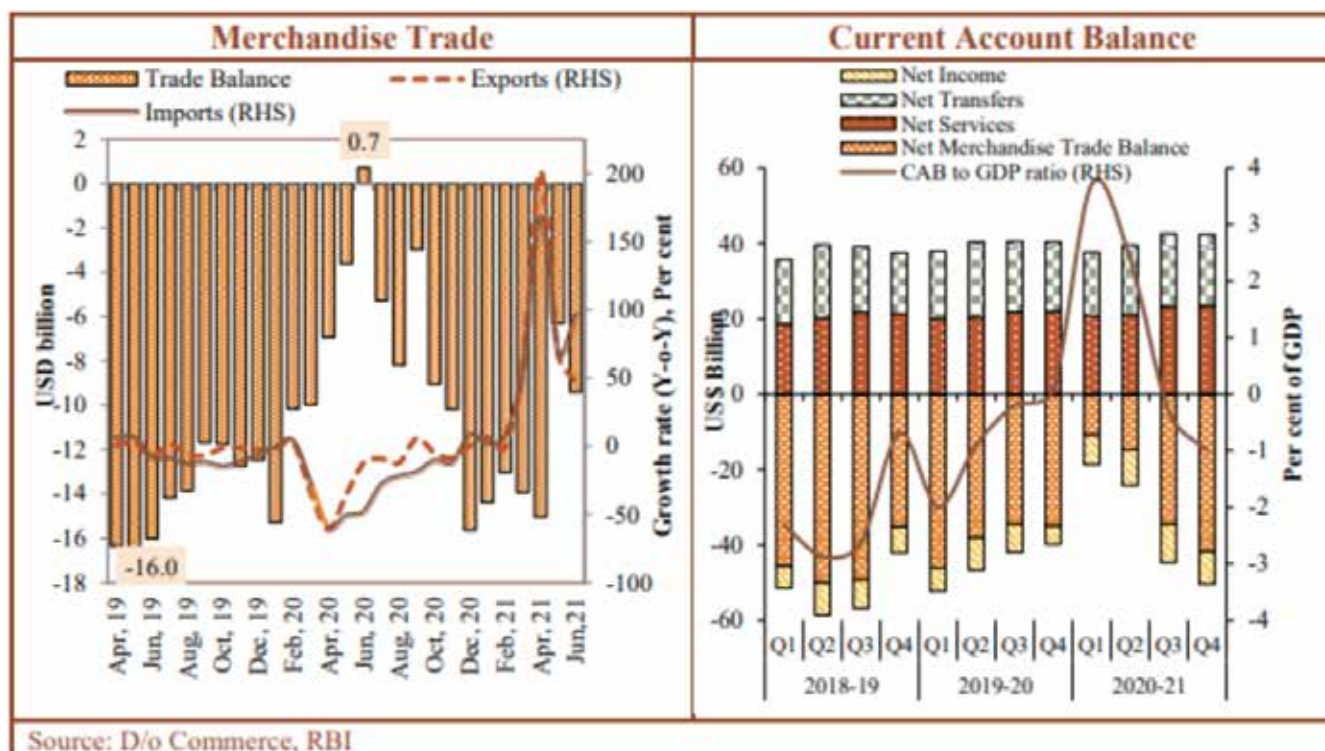 Merchandise Trade
Trade Balance
Exports (RHS)
Imports (RHS)
USD billion
2
0
-2
-4
-6
-8
-10
-12
-14
-16
-18
0.7
-16.0
200
150
100
50
0
-50
-100
Growth rate (Y-o-Y), Per cent
Apr, 19
Jun, 19
Aug, 19
Oct, 19
Dec, 19
Feb, 20
Apr, 20
Jun, 20
Aug, 20
Oct, 20
Dec, 20
Feb, 21
Apr, 21
Jun,21
Current Account Balance
Net Income
Net Transfers
Net Services
Net Merchandise Trade Balance
CAB to GDP ratio (RHS)
US$ Billion
60
40
20
0
-20
-40
-60
4
3
2
1
0
-1
-2
-3
-4
Per cent of GDP
Q1 Q2 Q3 Q4 Q1 Q2 Q3 Q4 Q1 Q2 Q3 Q4
2018-19 2019-20 2020-21
Source: D/o Commerce, RBI